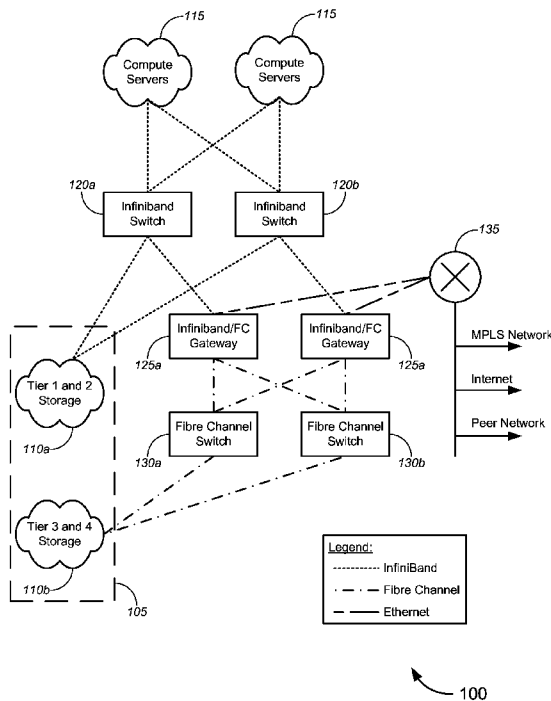 115
115
Compute
Servers
Compute
Servers
120a
120b
Infiniband
Switch
Infiniband
Switch
135
Infiniband/FC
Gateway
Infiniband/FC
Gateway
MPLS Network
125a
125a
Tier 1 and 2
Storage
Internet
Fibre Channel
Switch
Fibre Channel
Switch
Peer Network
110a
130a
130b
Tier 3 and 4
Storage
Legend:
InfiniBand
Fibre Channel
Ethernet
110b
105
100